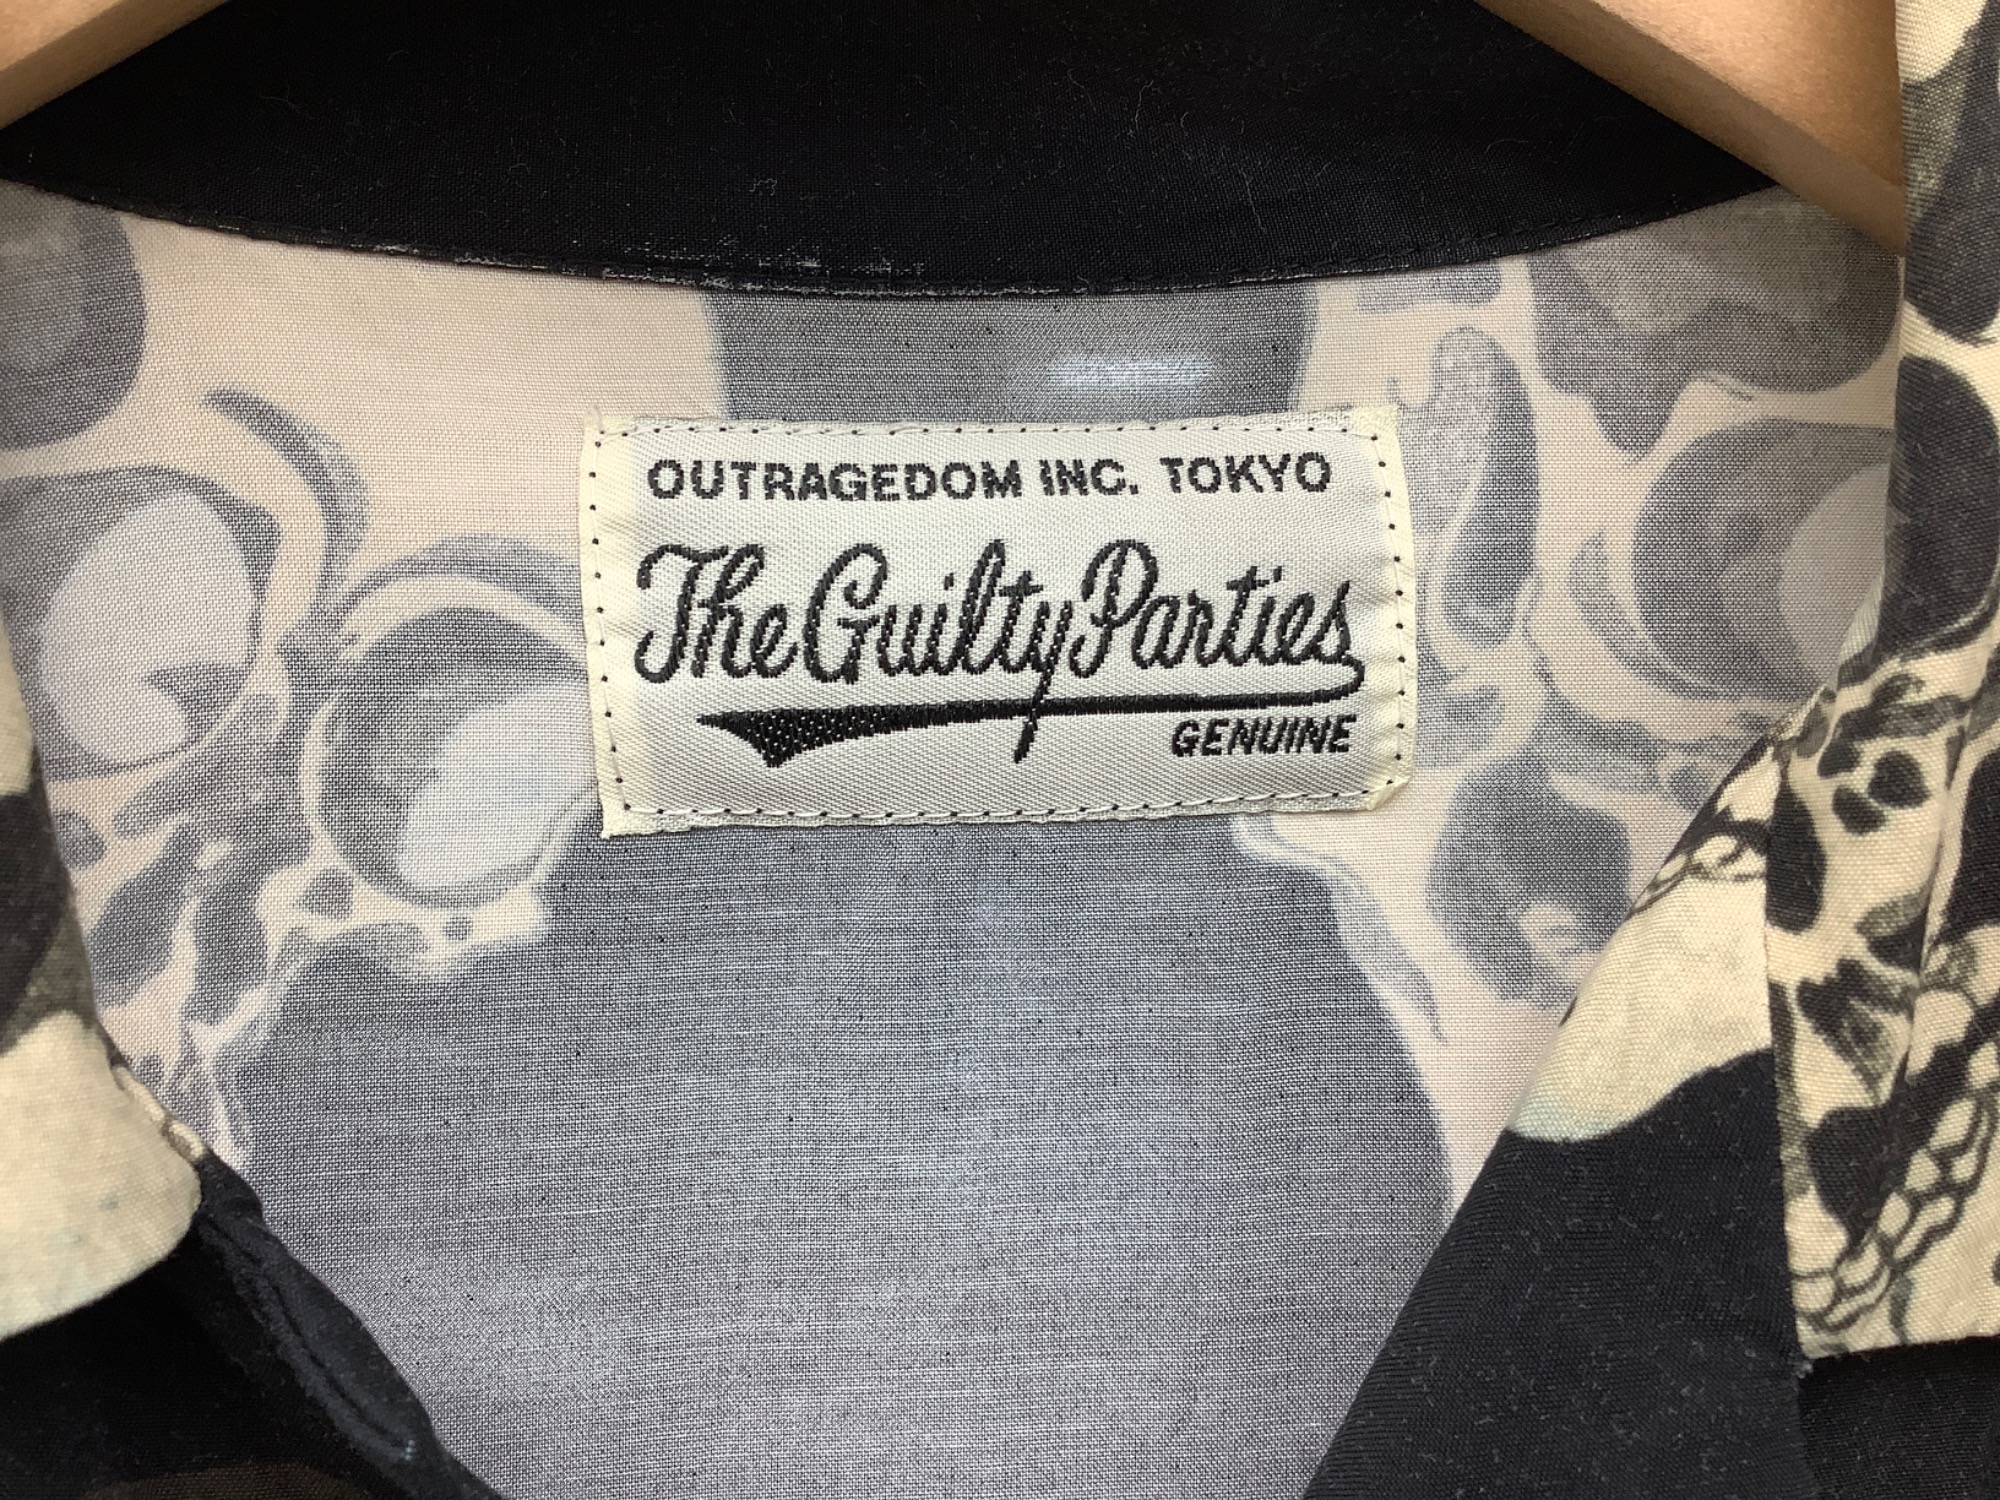 OUTRAGEDOM INC. TOKYO
The Guilty Parties
GENUINE